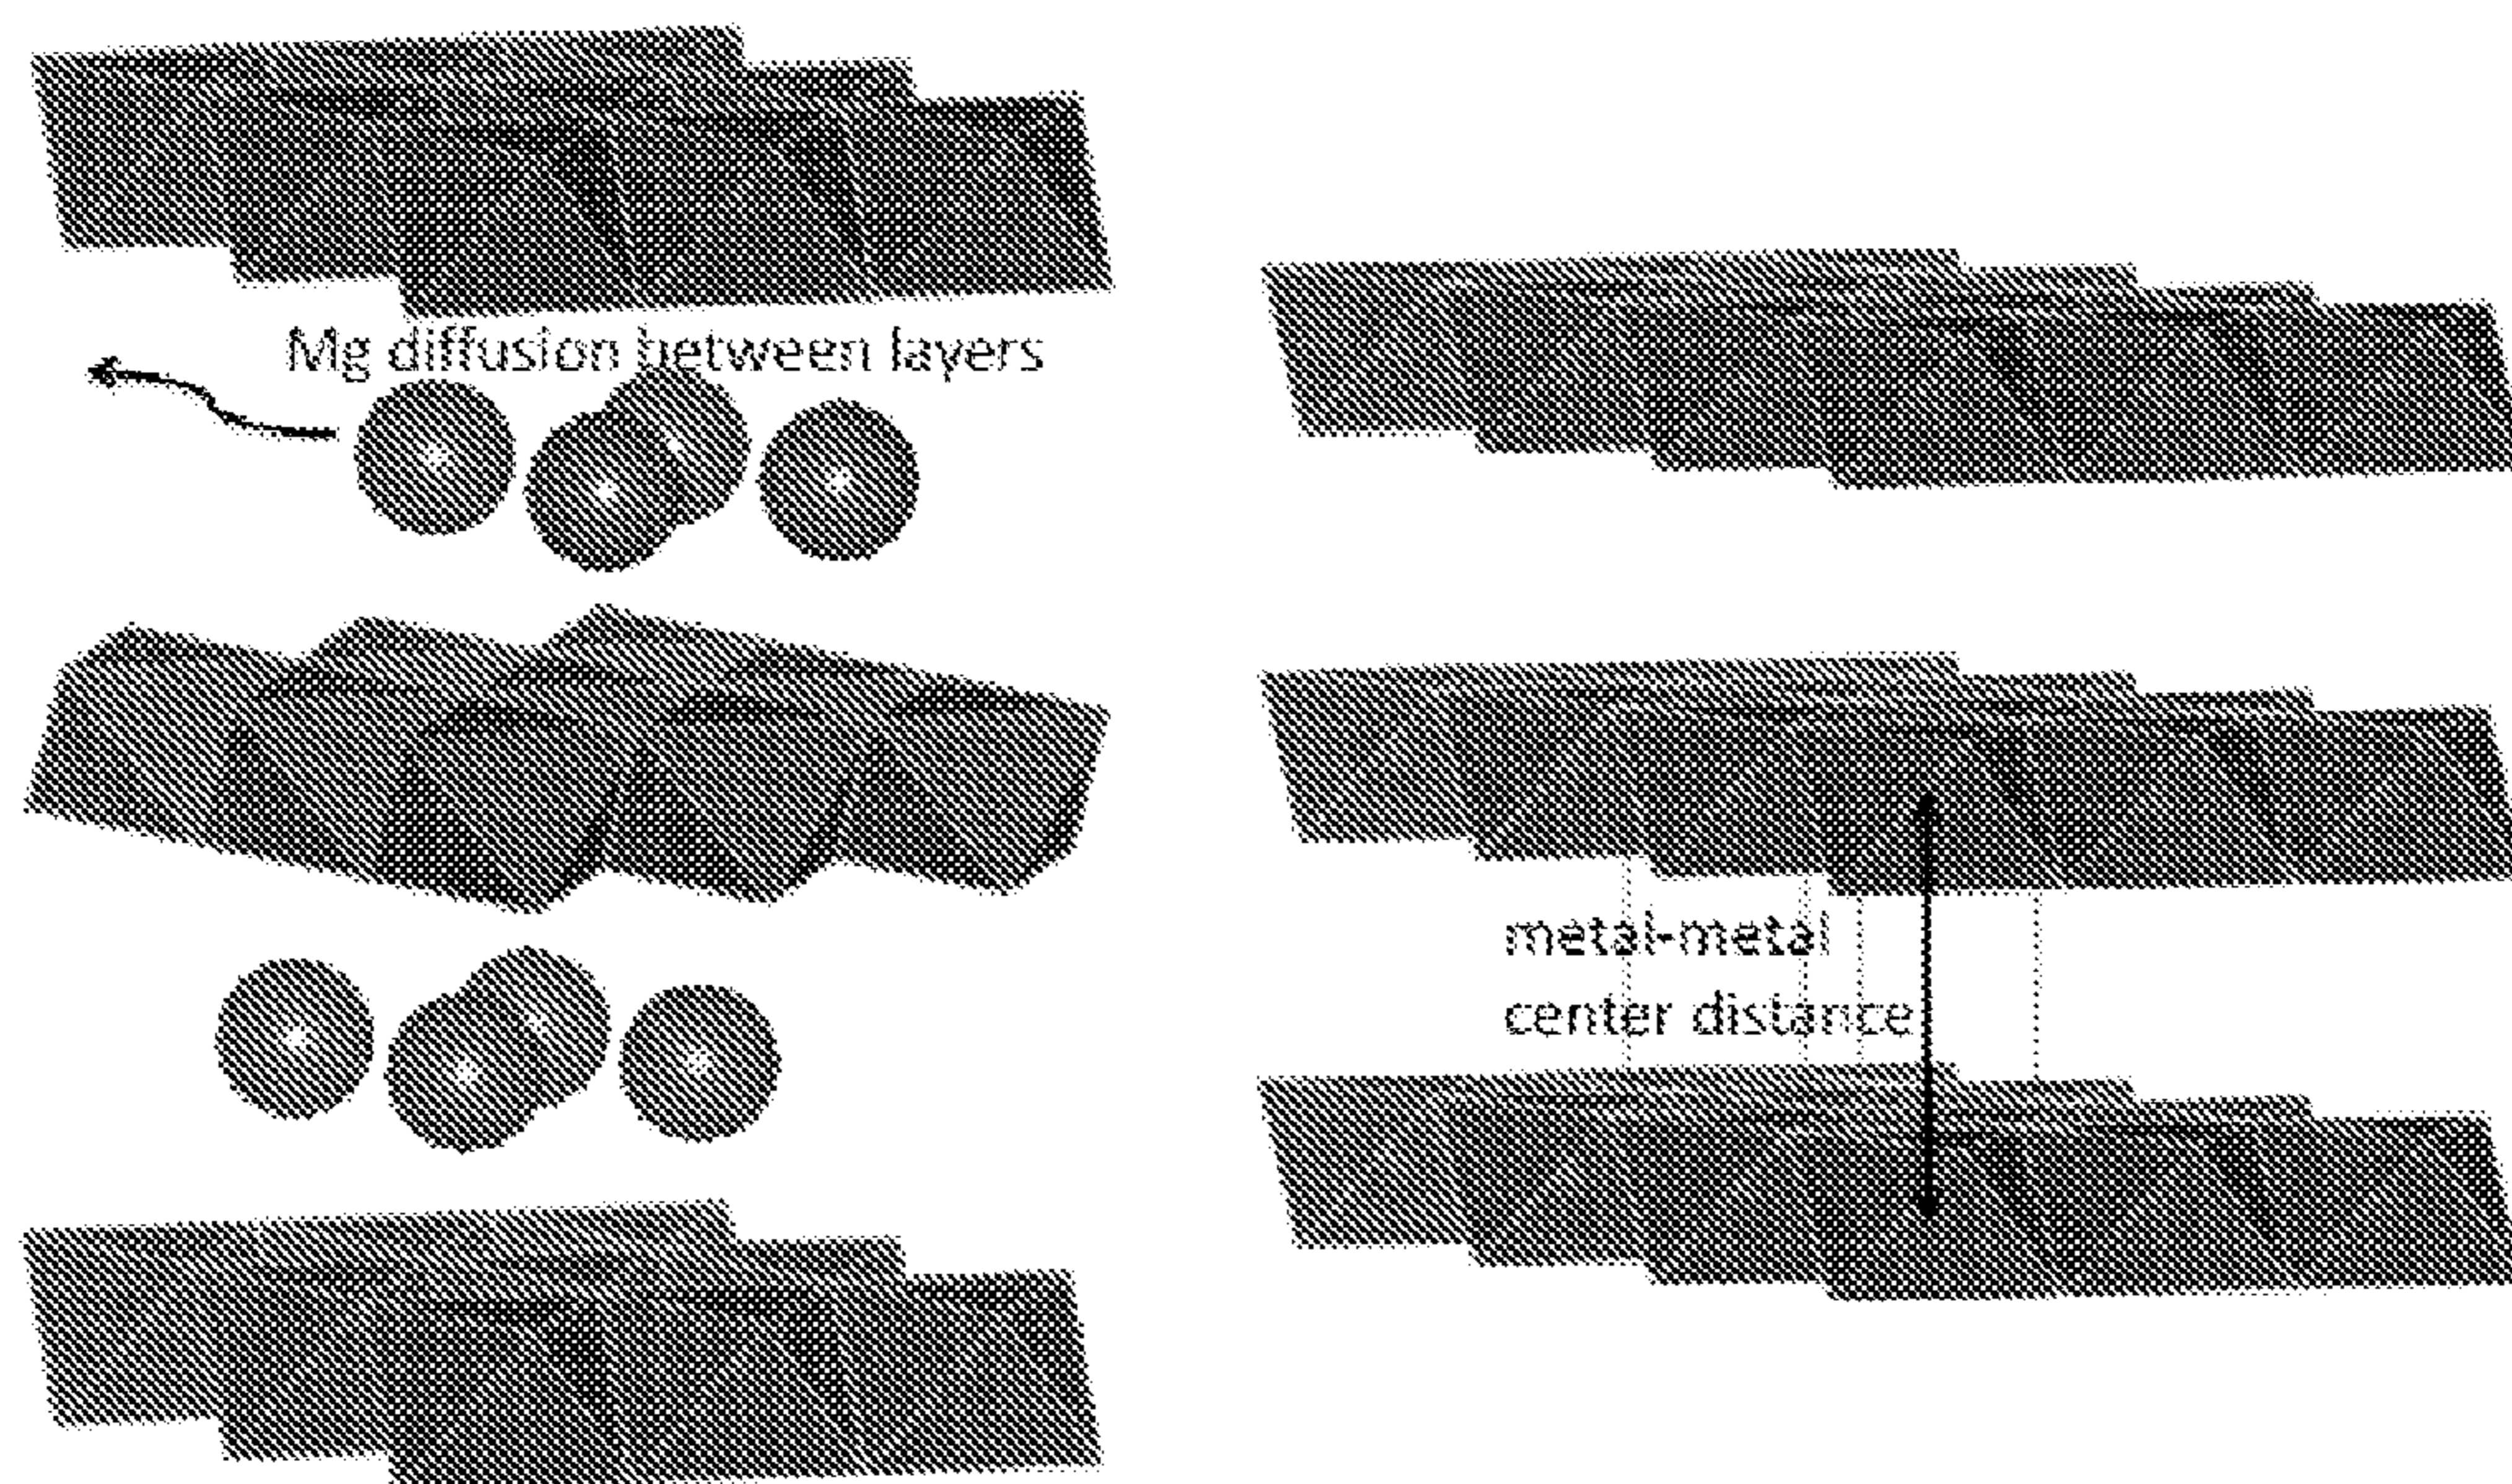 Mg diffusion between layers
metal-metal
center distance